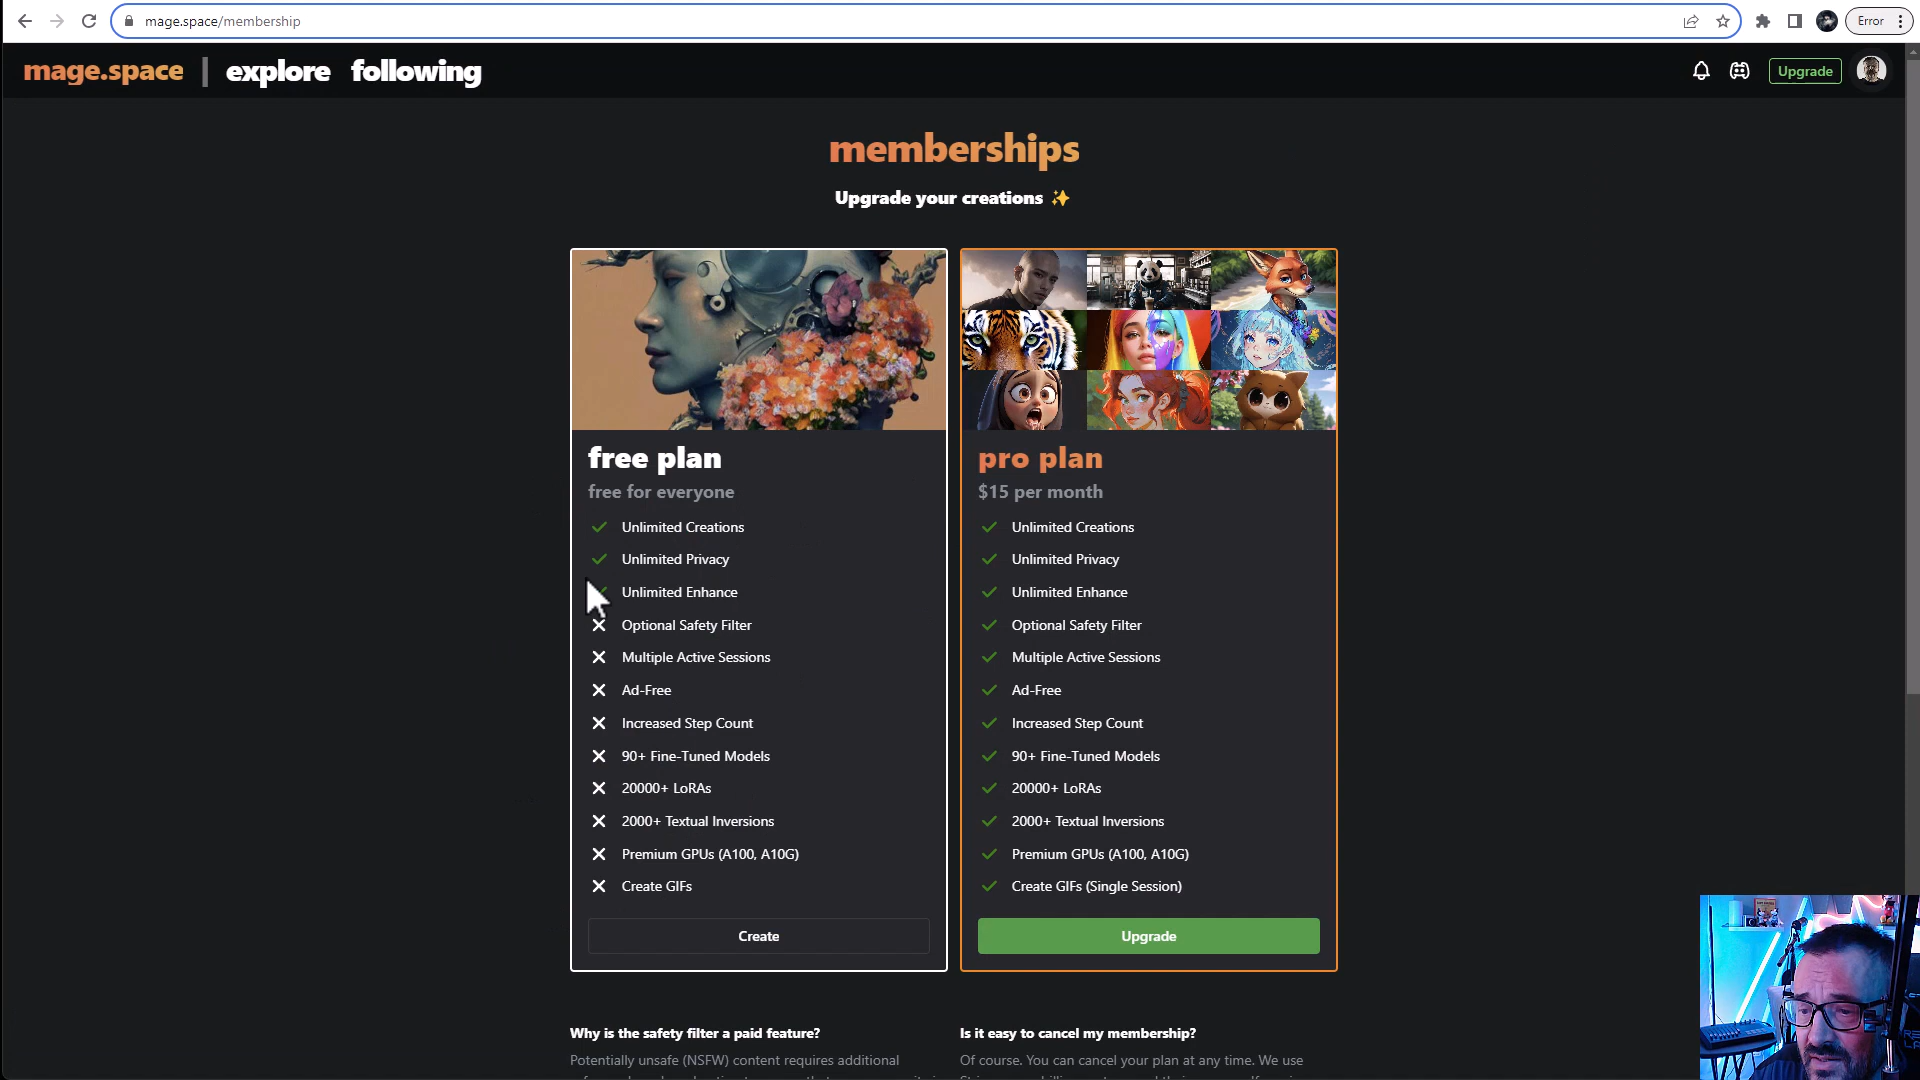 mage.space/membership
Error
mage.space | explore following
Upgrade
memberships
Upgrade your creations ✨
free plan
free for everyone
Unlimited Creations
Unlimited Privacy
Unlimited Enhance
Optional Safety Filter
Multiple Active Sessions
Ad-Free
Increased Step Count
90+ Fine-Tuned Models
20000+ LoRAs
2000+ Textual Inversions
Premium GPUs (A100, A10G)
Create GIFs
Create
pro plan
$15 per month
Unlimited Creations
Unlimited Privacy
Unlimited Enhance
Optional Safety Filter
Multiple Active Sessions
Ad-Free
Increased Step Count
90+ Fine-Tuned Models
20000+ LoRAs
2000+ Textual Inversions
Premium GPUs (A100, A10G)
Create GIFs (Single Session)
Upgrade
Why is the safety filter a paid feature?
Potentially unsafe (NSFW) content requires additional
Is it easy to cancel my membership?
Of course. You can cancel your plan at any time. We use